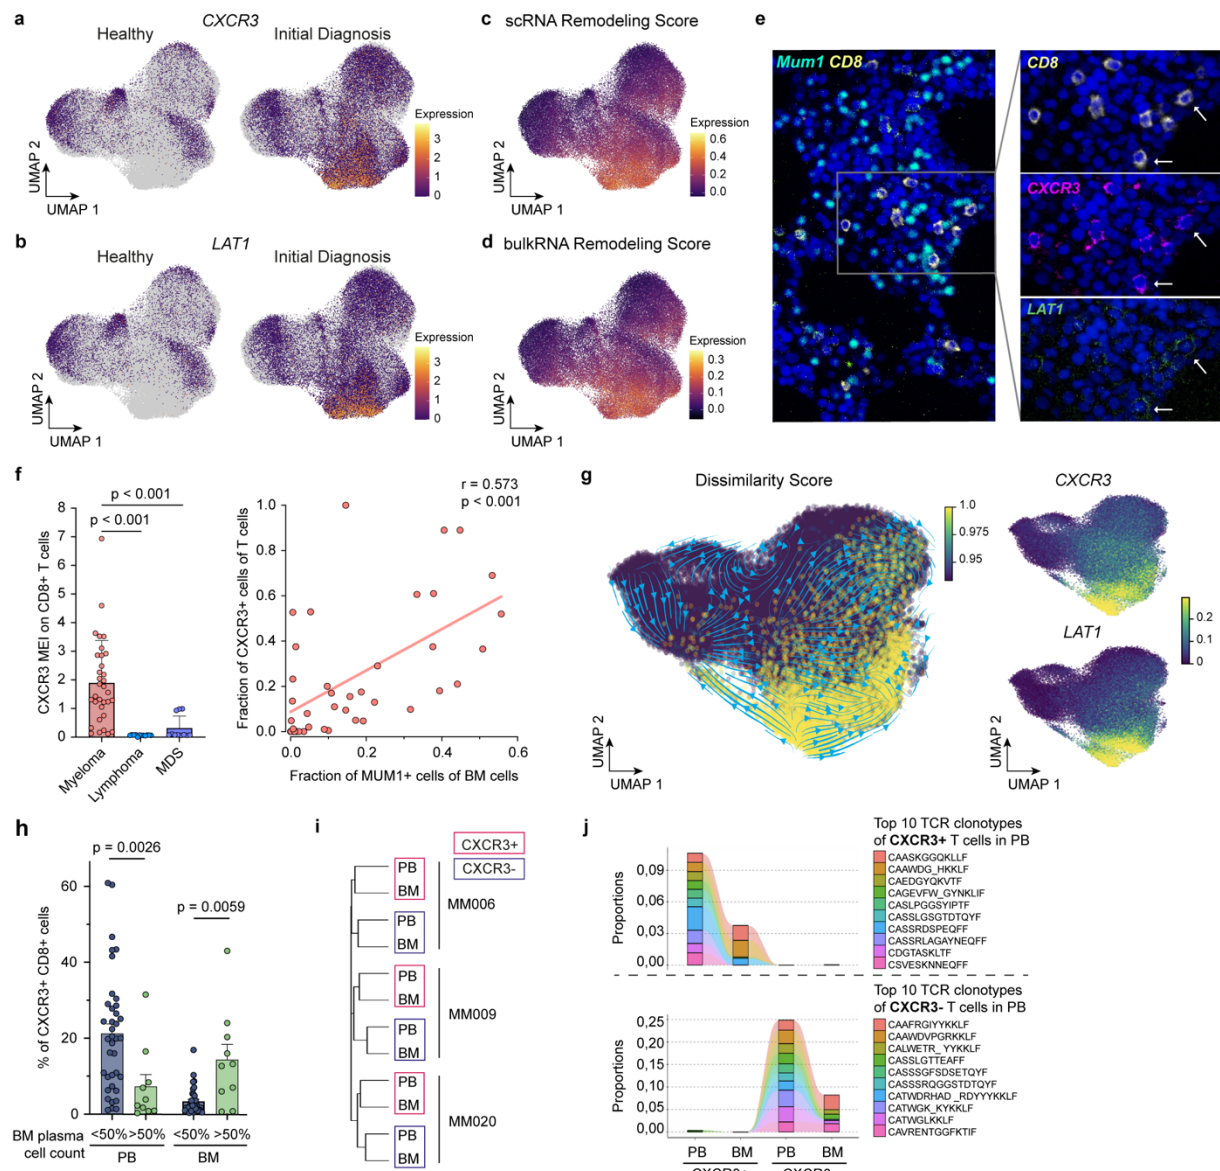 a
CXCR3
Healthy
Initial Diagnosis
Expression
3
2
1
0
UMAP 2
UMAP 1
c
scRNA Remodeling Score
Expression
0.6
0.4
0.2
0.0
UMAP 2
UMAP 1
b
LAT1
Healthy
Initial Diagnosis
Expression
3
2
1
0
UMAP 2
UMAP 1
d
bulkRNA Remodeling Score
Expression
0.3
0.2
0.1
0.0
UMAP 2
UMAP 1
e
Mum1 CD8
CD8
CXCR3
LAT1
f
p < 0.001
p < 0.001
CXCR3 MEI on CD8+ T cells
8
7
6
5
4
3
2
1
0
Myeloma
Lymphoma
MDS
r = 0.573
p < 0.001
Fraction of CXCR3+ cells of T cells
1.0
0.8
0.6
0.4
0.2
0.0
0.0
0.2
0.4
0.6
Fraction of MUM1+ cells of BM cells
g
Dissimilarity Score
1.0
0.975
0.95
UMAP 2
UMAP 1
CXCR3
LAT1
0.2
0
UMAP 2
UMAP 1
h
p = 0.0026
p = 0.0059
% of CXCR3+ CD8+ cells
60
40
20
0
BM plasma
cell count
<50% >50% <50% >50%
PB
BM
i
CXCR3+
CXCR3-
PB
BM
PB
BM
MM006
PB
BM
PB
BM
MM009
PB
BM
PB
BM
MM020
j
Proportions
0,09
0,06
0,03
0,00
Top 10 TCR clonotypes
of CXCR3+ T cells in PB
CAASKGGQKLLF
CAAWDG_HKKLF
CAEDGYQKVTF
CAGEVFW_GYNKLIF
CASLPGGSYIPTF
CASSLGSGTDTQYF
CASSRDSPEQFF
CASSRLAGAYNEQFF
CDGTASKLTF
CSVESKNNEQFF
Proportions
0,25
0,20
0,15
0,10
0,05
0,00
Top 10 TCR clonotypes
of CXCR3- T cells in PB
CAAFRGIYYKKLF
CAAWDVPGRKKLF
CALWETR_YYKKLF
CASSLGTTEAFF
CASSSGFSDSETQYF
CASSSRQGGSTDTQYF
CATWDRHAD_RDYYYKKLF
CATWGK_KYKKLF
CATWGLKKLF
CAVRENTGGFKTIF
PB BM PB BM